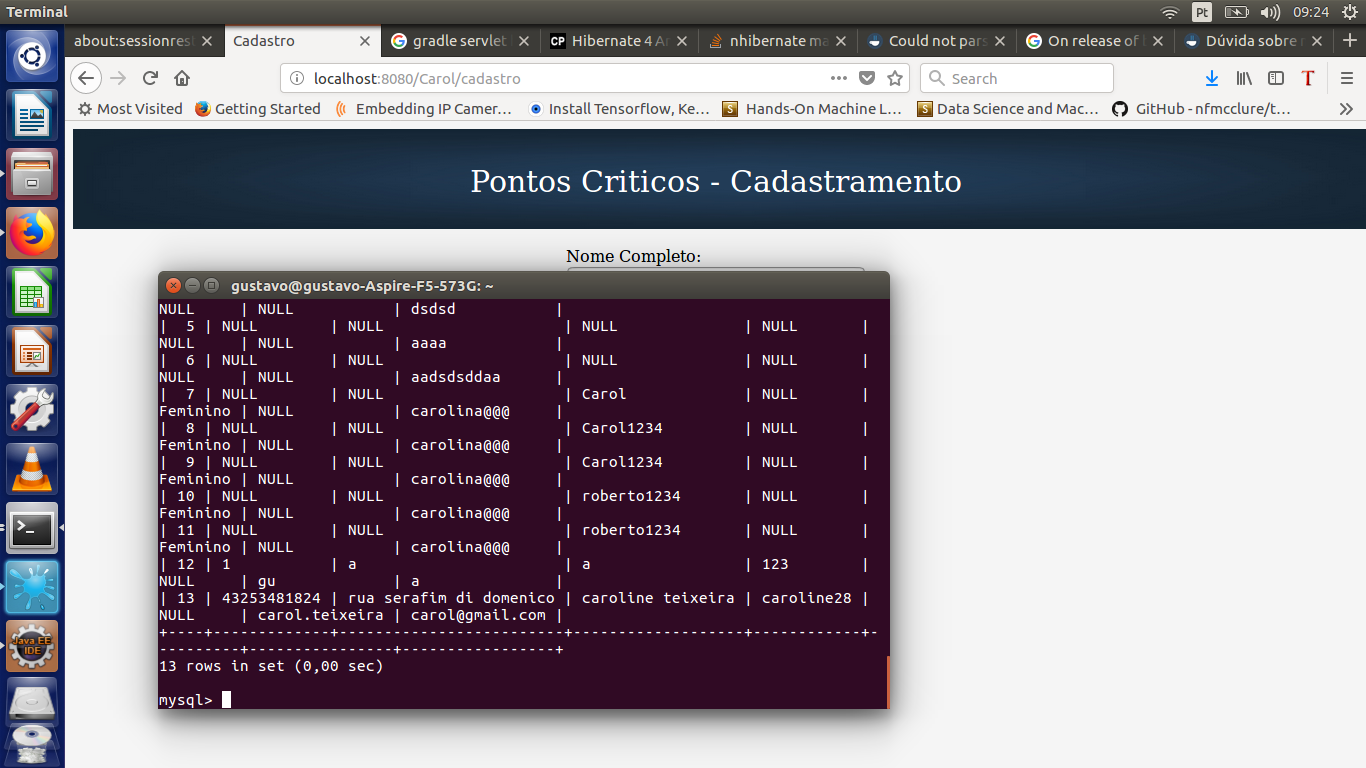 Terminal
Pt
09:24
about:sessionres
Cadastro
gradle servlet
CP Hibernate 4 Ar
nhibernate ma
Could not pars
On release of
Dúvida sobre
localhost:8080/Carol/cadastro
Search
T
Most Visited
Getting Started
Embedding IP Camer...
Install Tensorflow, Ke...
S Hands-On Machine L...
S Data Science and Mac...
GitHub - nfmcclure/t...
Pontos Criticos - Cadastramento
Nome Completo:
gustavo@gustavo-Aspire-F5-573G: ~
NULL | NULL | dsdsd |
| 5 | NULL | NULL | NULL | NULL |
NULL | NULL | aaaa |
| 6 | NULL | NULL | NULL | NULL |
NULL | NULL | aadsdsddaa |
| 7 | NULL | NULL | Carol | NULL |
Feminino | NULL | carolina@@@ |
| 8 | NULL | NULL | Carol1234 | NULL |
Feminino | NULL | carolina@@@ |
| 9 | NULL | NULL | Carol1234 | NULL |
Feminino | NULL | carolina@@@ |
| 10 | NULL | NULL | roberto1234 | NULL |
Feminino | NULL | carolina@@@ |
| 11 | NULL | NULL | roberto1234 | NULL |
Feminino | NULL | carolina@@@ |
| 12 | 1 | a | a | 123 |
NULL | gu | a |
| 13 | 43253481824 | rua serafim di domenico | caroline teixeira | caroline28 |
NULL | carol.teixeira | carol@gmail.com |
+----+-------------+-------------------------+-------------------+------------+-
---------+----------------+-----------------+
13 rows in set (0,00 sec)
mysql>
Java EE
IDE